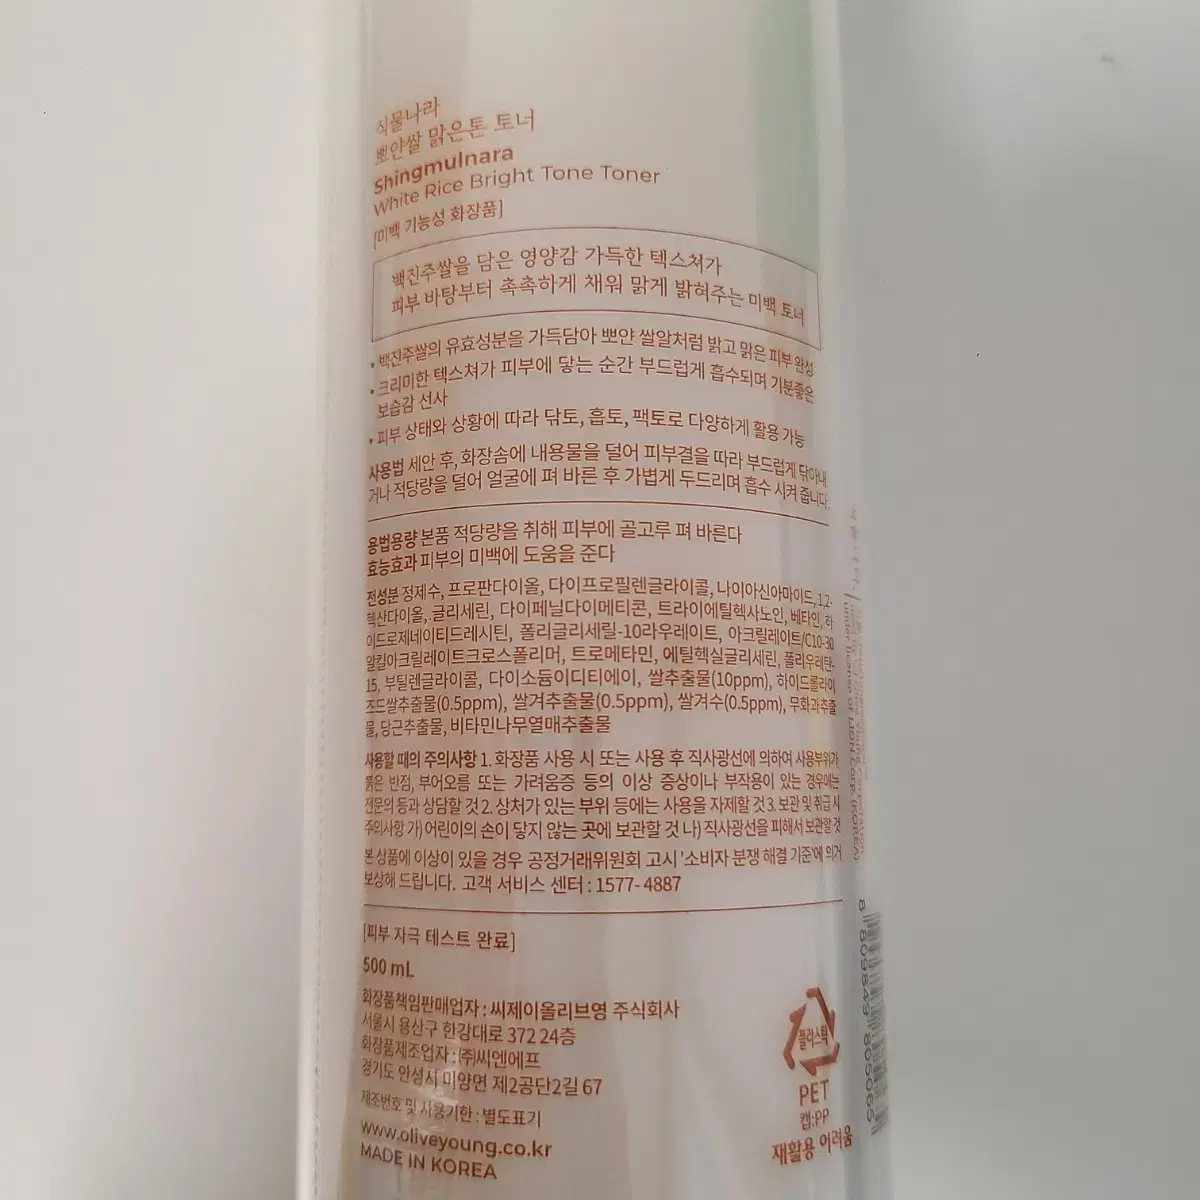 식물나라
뽀얀쌀 맑은톤 토너
Shingmulnara
White Rice Bright Tone Toner
[미백 기능성 화장품]
백진주쌀을 담은 영양감 가득한 텍스쳐가
피부 바탕부터 촉촉하게 채워 맑게 밝혀주는 미백 토너
• 백진주쌀의 유효성분을 가득담아 뽀얀 쌀알처럼 밝고 맑은 피부 완성
• 크리미한 텍스쳐가 피부에 닿는 순간 부드럽게 흡수되며 기분좋은
보습감 선사
• 피부 상태와 상황에 따라 닦토, 흡토, 팩토로 다양하게 활용 가능
사용법 세안 후, 화장솜에 내용물을 덜어 피부결을 따라 부드럽게 닦아내
거나 적당량을 덜어 얼굴에 펴 바른 후 가볍게 두드리며 흡수 시켜 줍니다.
용법용량 본품 적당량을 취해 피부에 골고루 펴 바른다
효능효과 피부의 미백에 도움을 준다
전성분 정제수, 프로판다이올, 다이프로필렌글라이콜, 나이아신아마이드, 1,2-
헥산다이올, 글리세린, 다이페닐다이메티콘, 트라이에틸헥사노인, 베타인, 하
이드로제네이티드레시틴, 폴리글리세릴-10라우레이트, 아크릴레이트/C10-30
알킬아크릴레이트크로스폴리머, 트로메타민, 에틸헥실글리세린, 폴리우레탄-
15, 부틸렌글라이콜, 다이소듐이디티에이, 쌀추출물(10ppm), 하이드롤라이
즈드쌀추출물(0.5ppm), 쌀겨추출물(0.5ppm), 쌀겨수(0.5ppm), 무화과추출
물, 당근추출물, 비타민나무열매추출물
사용할 때의 주의사항 1. 화장품 사용 시 또는 사용 후 직사광선에 의하여 사용부위가
붉은 반점, 부어오름 또는 가려움증 등의 이상 증상이나 부작용이 있는 경우에는
전문의 등과 상담할 것 2. 상처가 있는 부위 등에는 사용을 자제할 것 3. 보관 및 취급 시
주의사항 가) 어린이의 손이 닿지 않는 곳에 보관할 것 나) 직사광선을 피해서 보관할 것
본 상품에 이상이 있을 경우 공정거래위원회 고시 '소비자 분쟁 해결 기준'에 의거
보상해 드립니다. 고객 서비스 센터 : 1577- 4887
[피부 자극 테스트 완료]
500 mL
화장품책임판매업자 : 씨제이올리브영 주식회사
서울시 용산구 한강대로 372 24층
화장품제조업자 : ㈜씨엔에프
경기도 안성시 미양면 제2공단2길 67
제조번호 및 사용기한 : 별도표기
www.oliveyoung.co.kr
MADE IN KOREA
플라스틱
PET
캡:PP
재활용 어려움
under license of LION Corp. (KOREA)
8 809849 805065